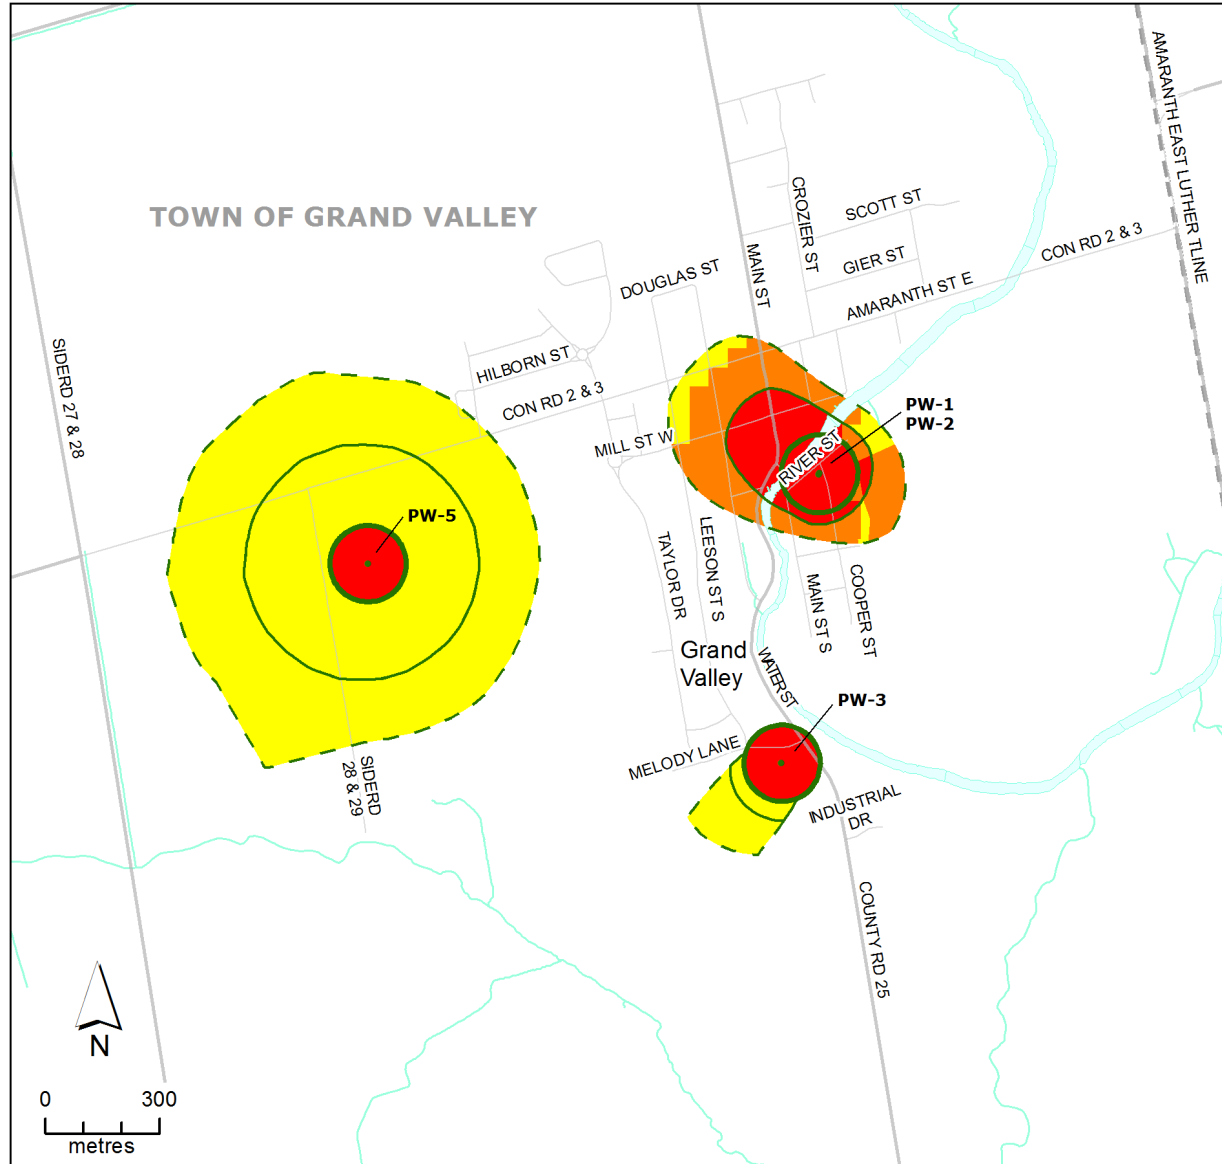 AMARANTH EAST LUTHER TLINE
TOWN OF GRAND VALLEY
CROZIER ST
SCOTT ST
MAIN ST
GIER ST
CON RD 2 & 3
DOUGLAS ST
AMARANTH ST E
SIDERD 27 & 28
HILBORN ST
CON RD 2 & 3
PW-1
PW-2
MILL ST W
RIVER ST
PW-5
LEESON ST S
TAYLOR DR
MAIN ST S
COOPER ST
Grand
Valley
WATER ST
PW-3
MELODY LANE
SIDERD
28 & 29
INDUSTRIAL
DR
COUNTY RD 25
N
0 300
metres